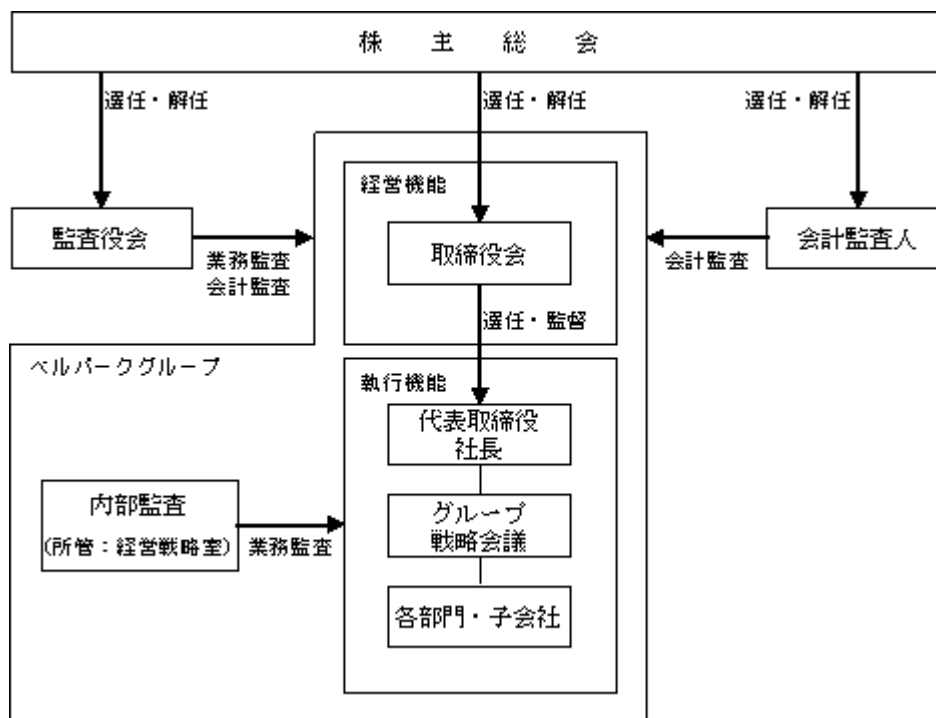 株主総会
選任・解任
選任・解任
選任・解任
経営機能
監査役会
取締役会
会計監査人
業務監査
会計監査
会計監査
選任・監督
ベルパークグループ
執行機能
代表取締役
社長
内部監査
(所管：経営戦略室)
業務監査
グループ
戦略会議
各部門・子会社